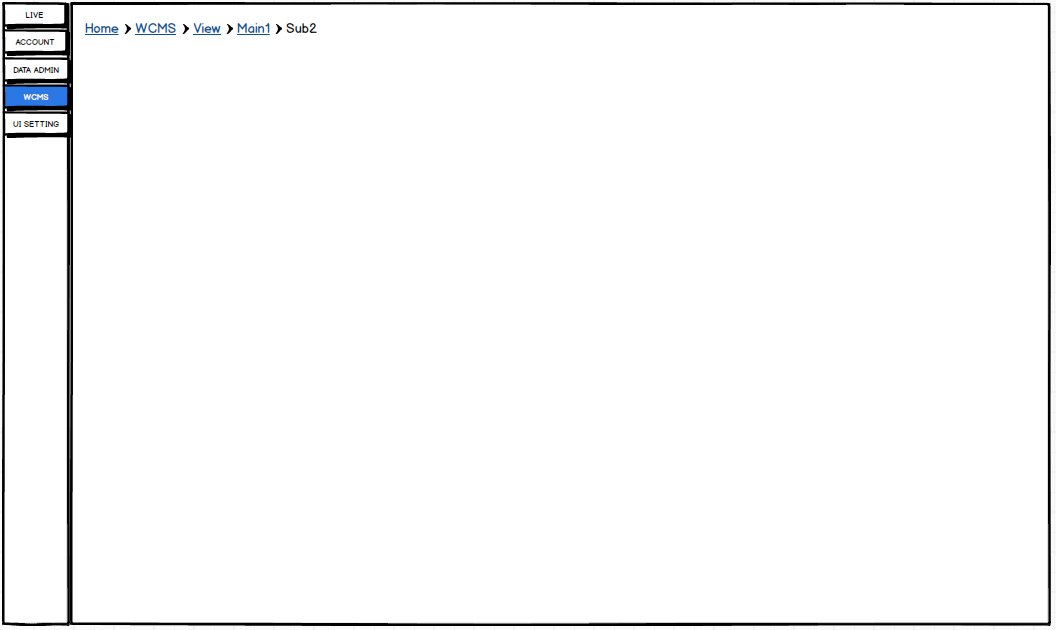 LIVE
ACCOUNT
DATA ADMIN
WCMS
UI SETTING
Home > WCMS > View > Main1 > Sub2